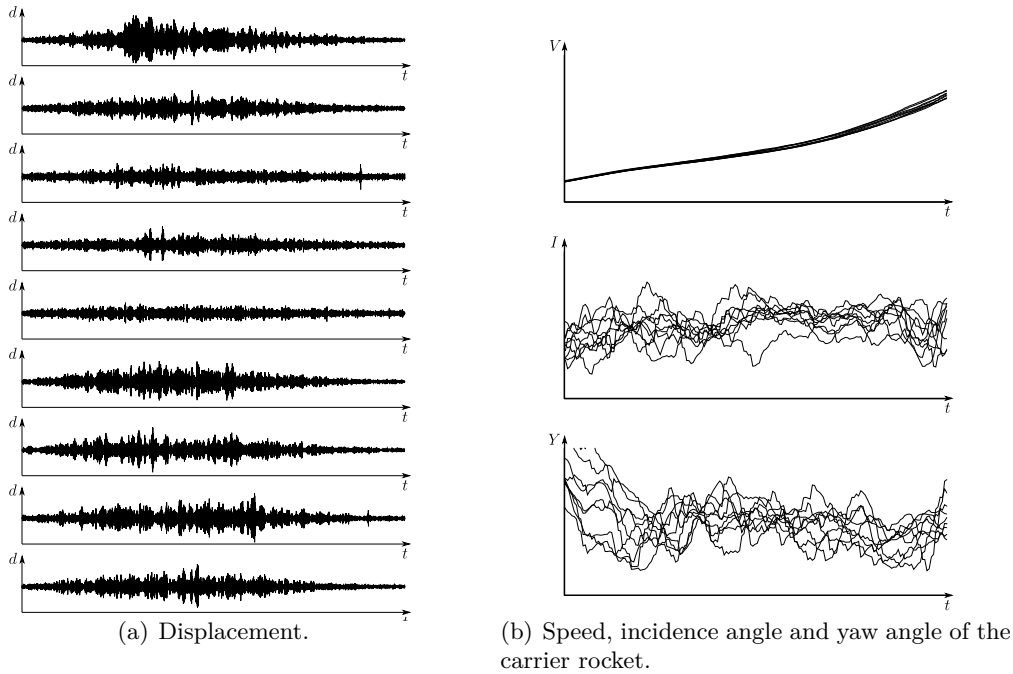 d
t
d
t
d
t
d
t
d
t
d
t
d
t
d
t
d
(a) Displacement.
V
t
I
t
Y
t
(b) Speed, incidence angle and yaw angle of the
carrier rocket.